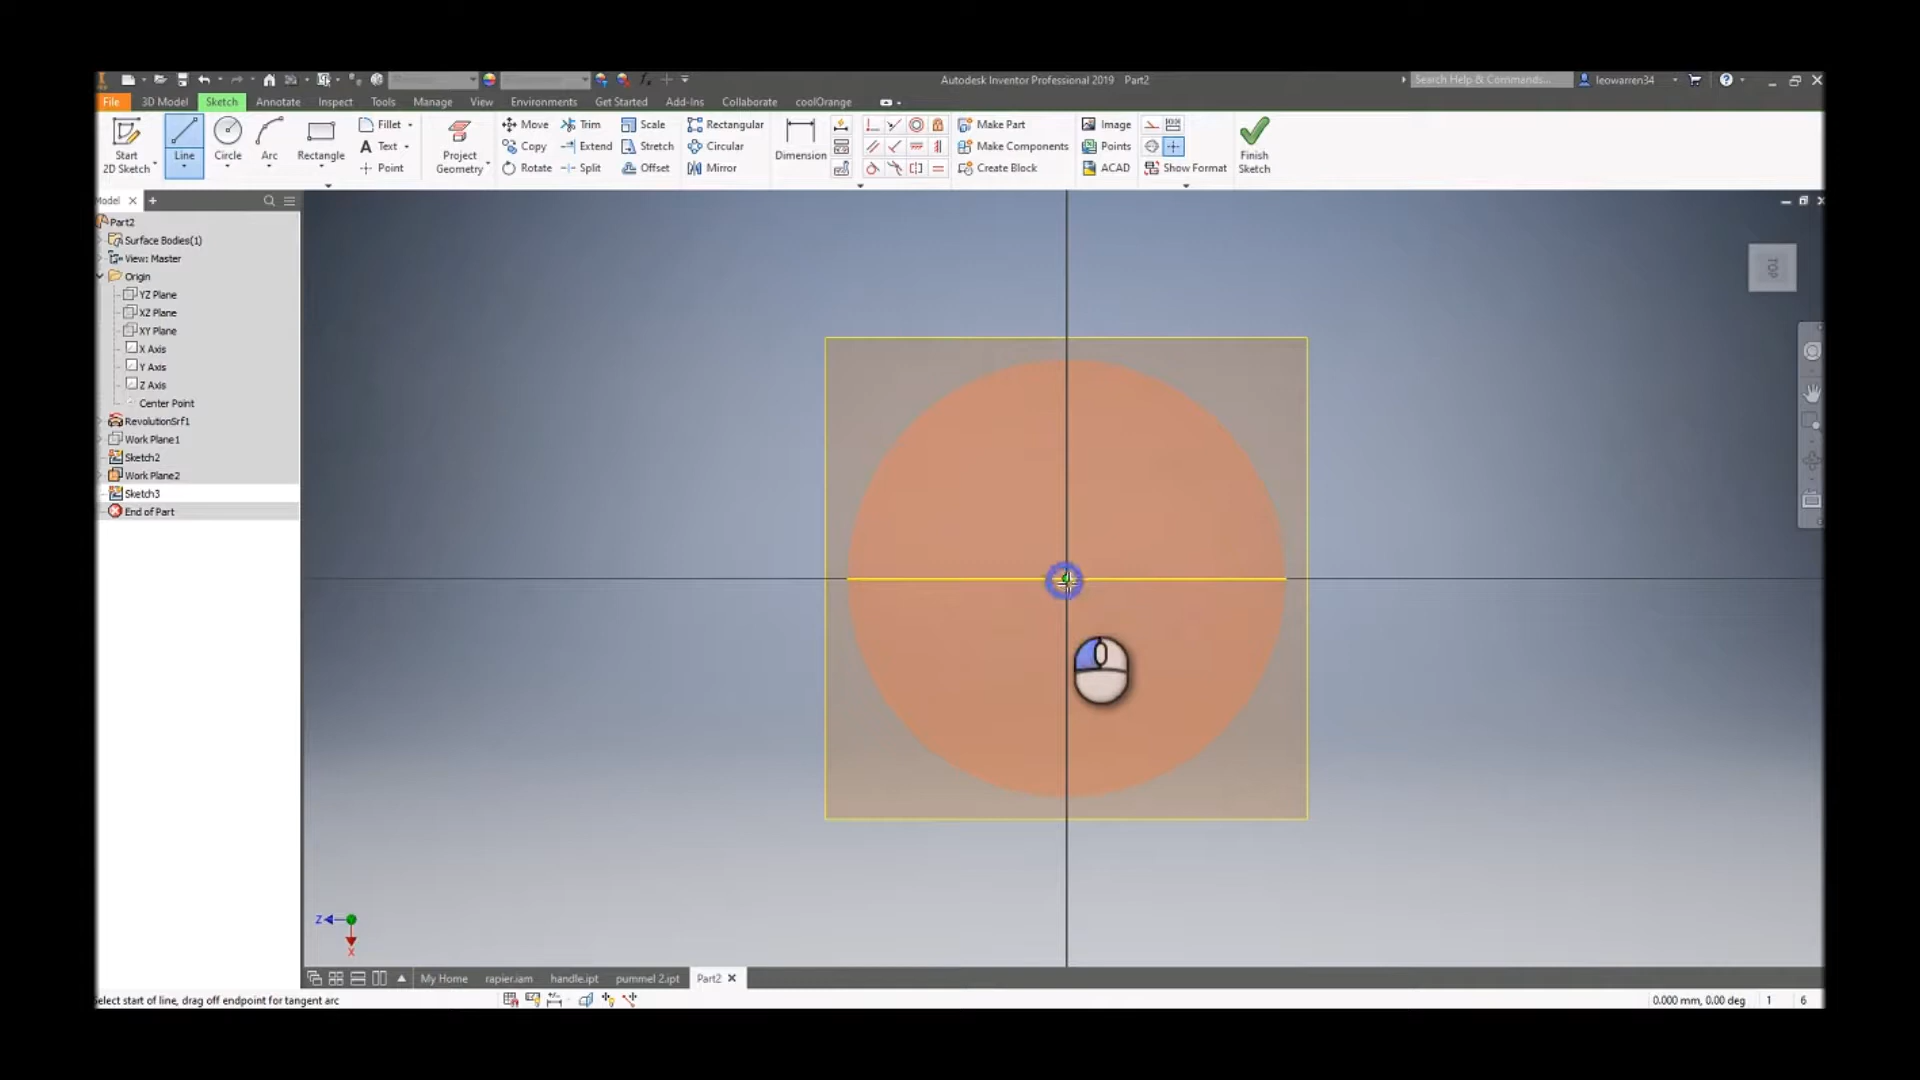 Autodesk Inventor Professional 2019 Part2
Search Help & Commands...
leowarren34
File 3D Model Sketch Annotate Inspect Tools Manage View Environments Get Started Add-Ins Collaborate coolOrange
Start
2D Sketch
Line
Circle
Arc
Rectangle
Fillet
Text
Point
Project
Geometry
Move
Copy
Rotate
Trim
Extend
Split
Scale
Stretch
Offset
Rectangular
Circular
Mirror
Dimension
Make Part
Make Components
Create Block
Image
Points
ACAD
Show Format
Finish
Sketch
Model
Part2
Surface Bodies(1)
View: Master
Origin
YZ Plane
XZ Plane
XY Plane
X Axis
Y Axis
Z Axis
Center Point
RevolutionSrf1
Work Plane1
Sketch2
Work Plane2
Sketch3
End of Part
TOP
Z
X
My Home rapier.iam handle.ipt pummel 2.ipt Part2
Select start of line, drag off endpoint for tangent arc
0.000 mm, 0.00 deg 1 6